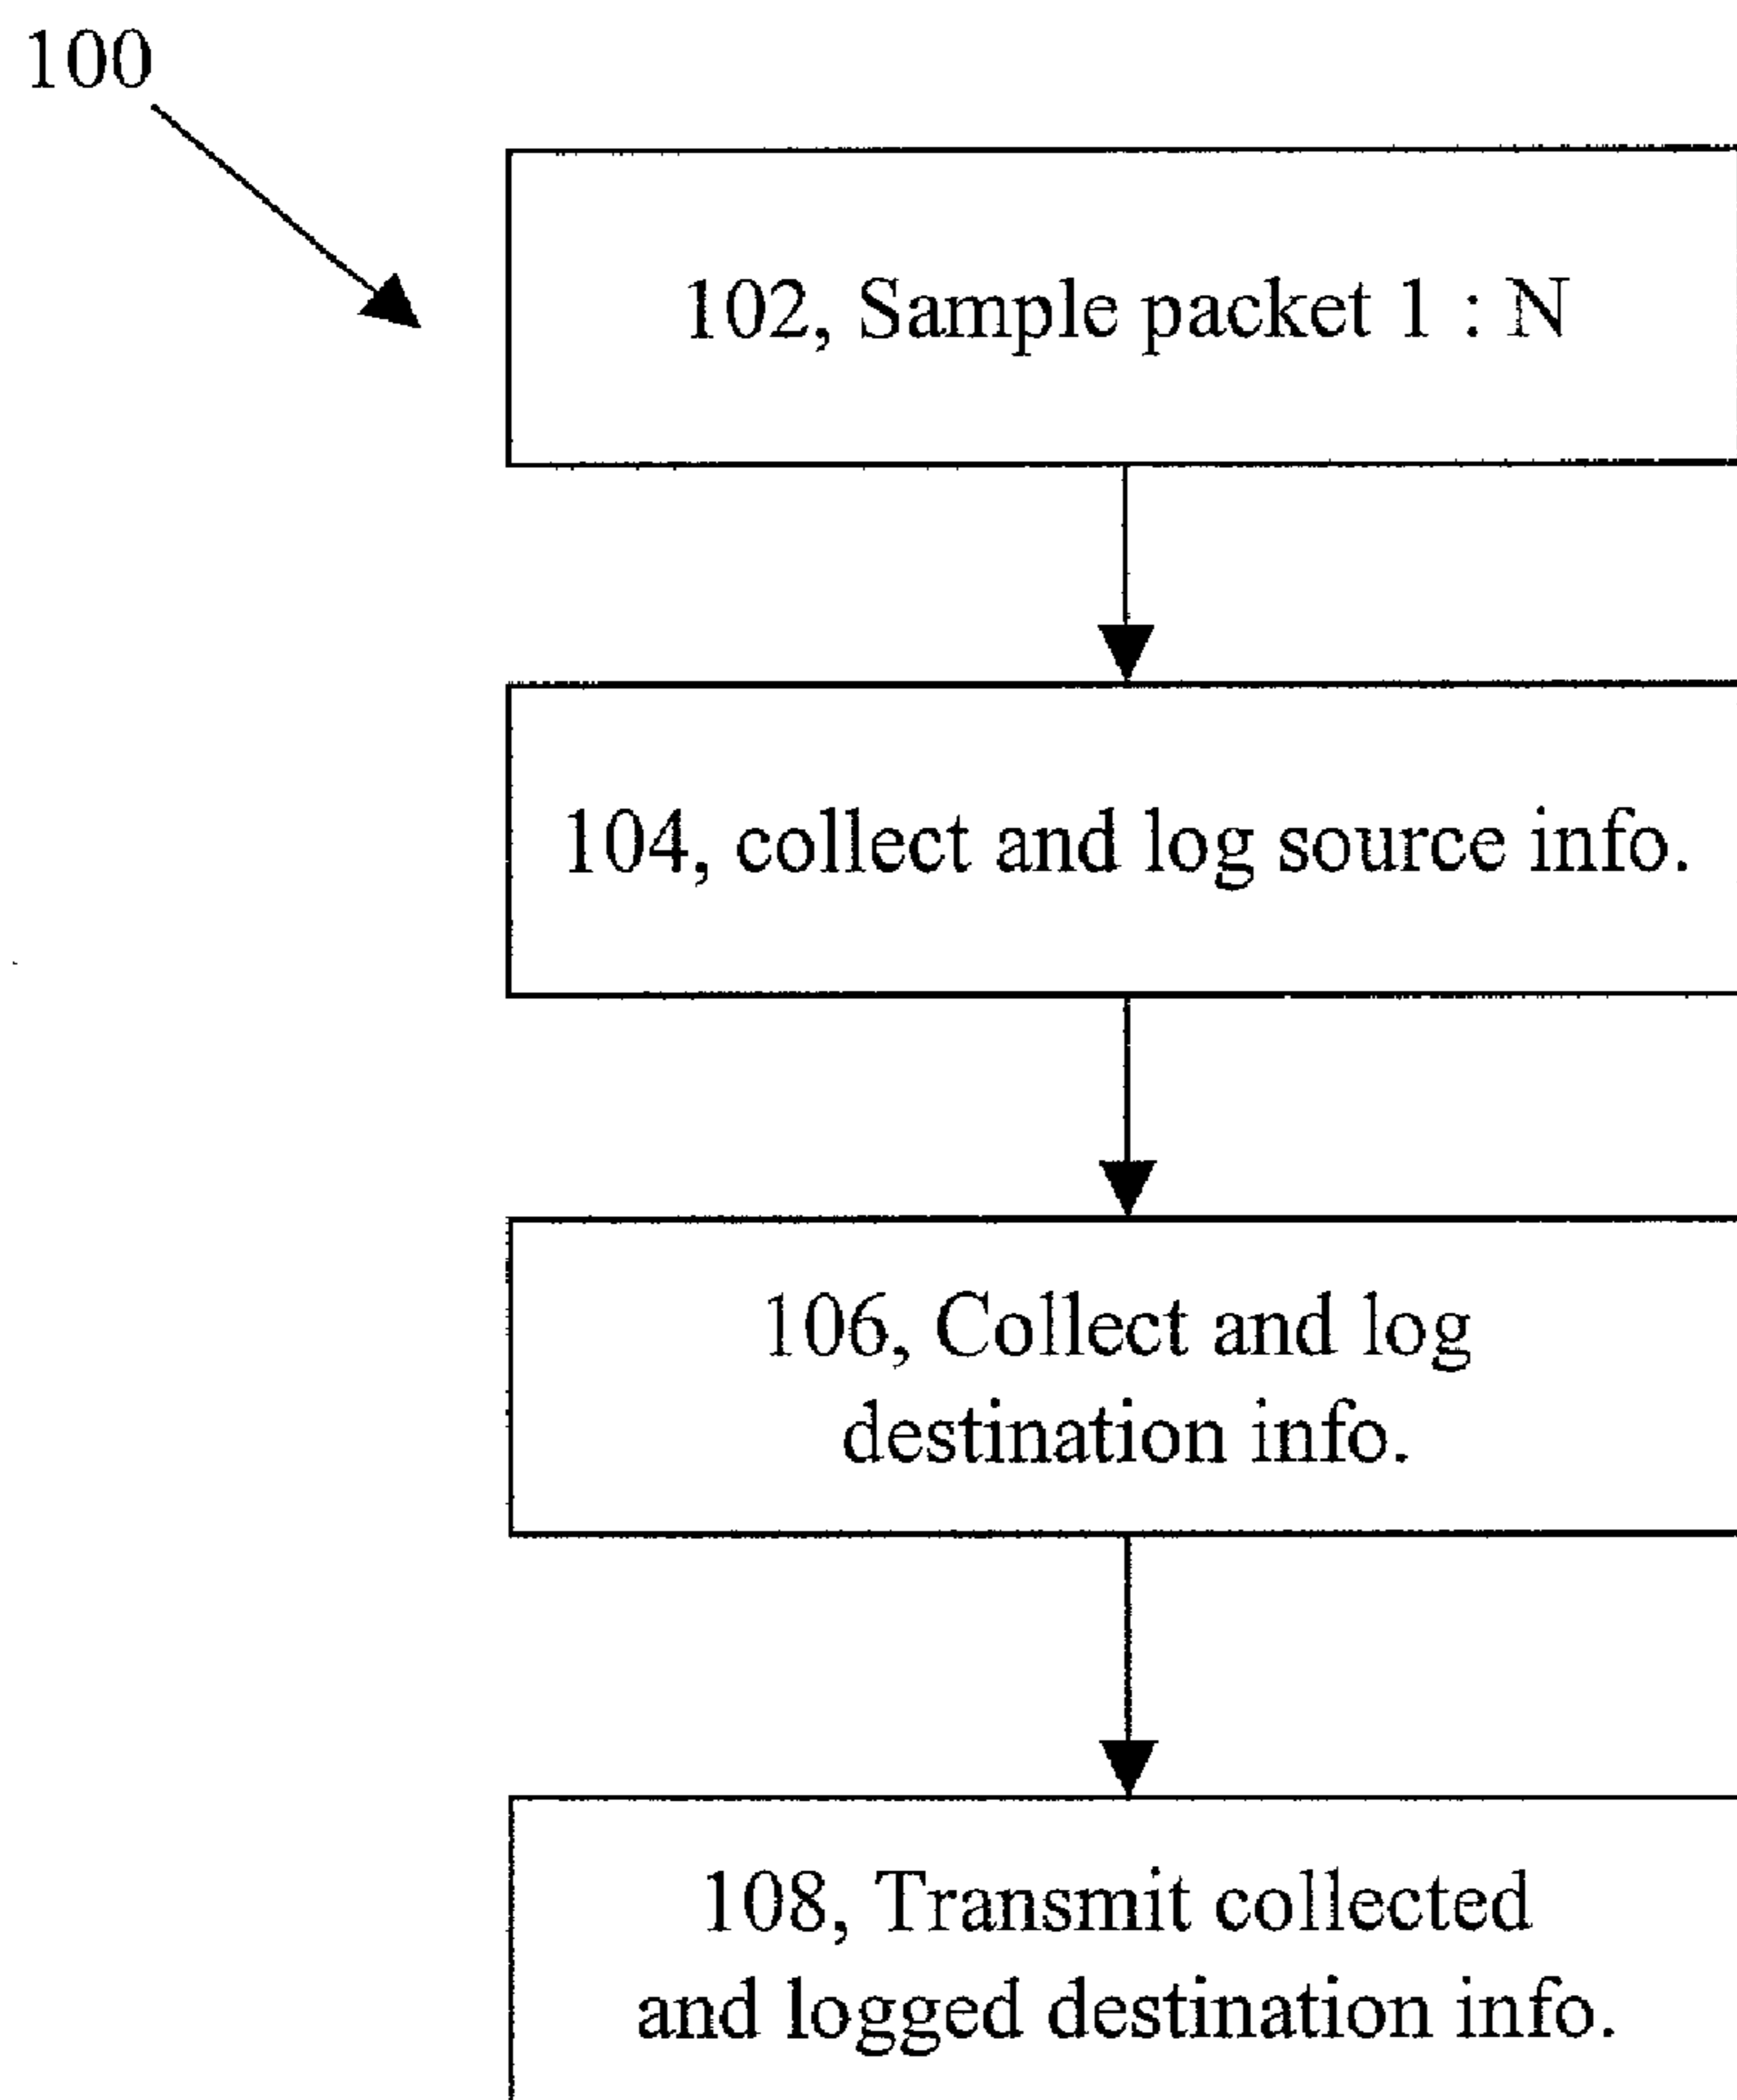 100
102, Sample packet 1 : N
104, collect and log source info.
106, Collect and log
destination info.
108, Transmit collected
and logged destination info.